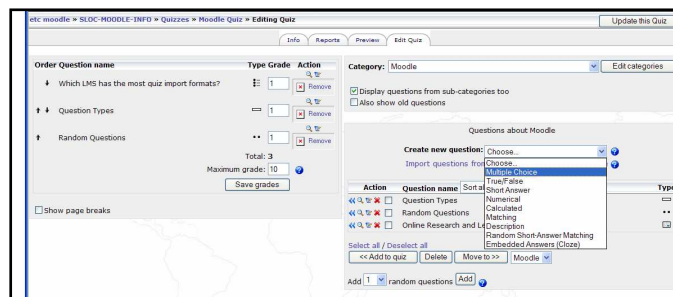 etc moodle » SLOC-MOODLE-INFO » Quizzes » Moodle Quiz » Editing Quiz
Update this Quiz
Info Reports Preview Edit Quiz
Order Question name Type Grade Action
Which LMS has the most quiz import formats? 1 Remove
Question Types 1 Remove
Random Questions 1 Remove
Total: 3
Maximum grade: 10
Save grades
Show page breaks
Category: Moodle Edit categories
Display questions from sub-categories too
Also show old questions
Questions about Moodle
Create new question: Choose...
Import questions from
Choose...
Multiple Choice
True/False
Short Answer
Numerical
Calculated
Matching
Description
Random Short-Answer Matching
Embedded Answers (Cloze)
Action Question name Type
Question Types
Random Questions
Online Research and
Select all / Deselect all
<< Add to quiz Delete Move to >> Moodle
Add 1 random questions Add